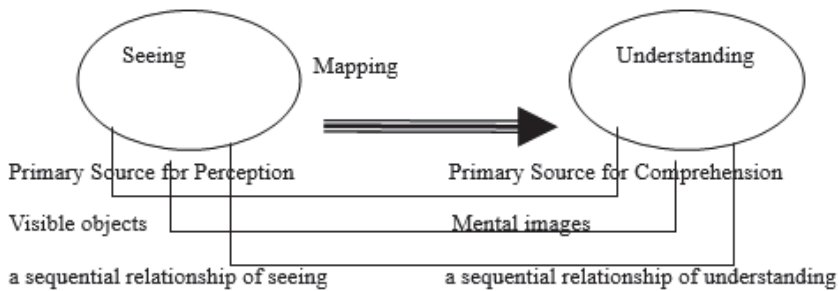 Seeing
Mapping
Understanding
Primary Source for Perception
Primary Source for Comprehension
Visible objects
Mental images
a sequential relationship of seeing
a sequential relationship of understanding